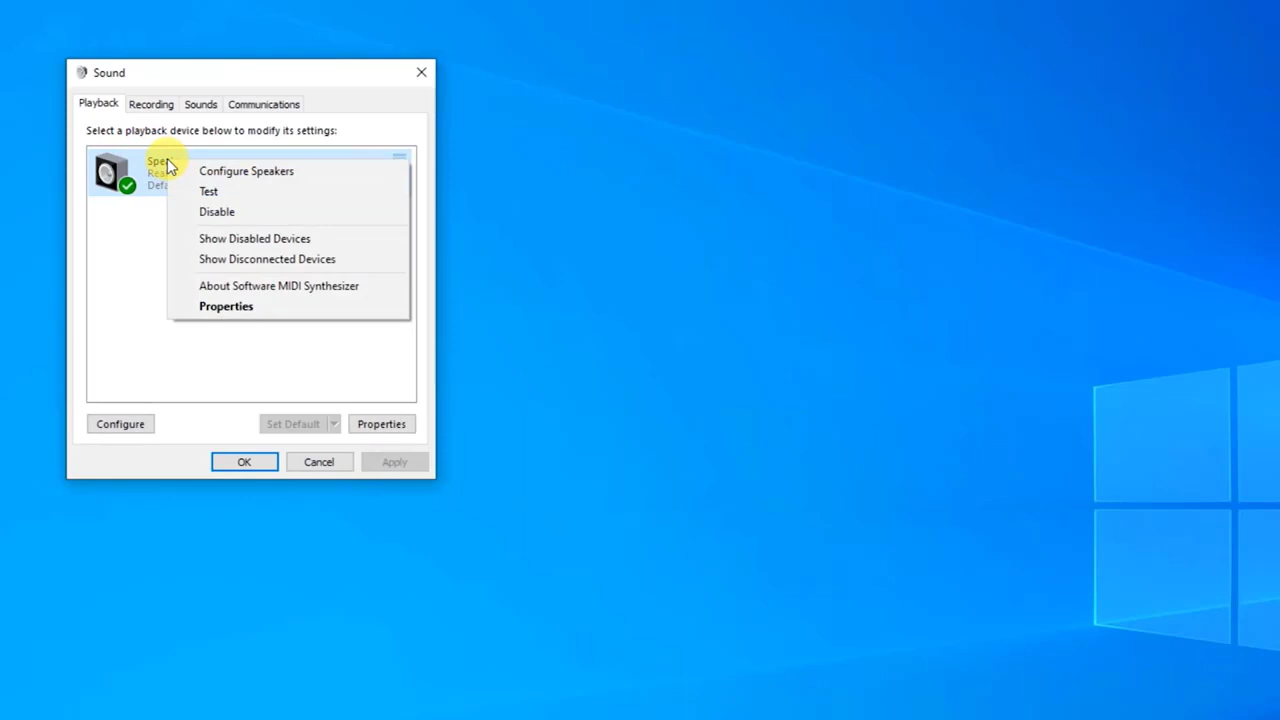 Sound
Playback Recording Sounds Communications
Select a playback device below to modify its settings:
Configure Speakers
Test
Disable
Show Disabled Devices
Show Disconnected Devices
About Software MIDI Synthesizer
Properties
Configure Set Default Properties
OK Cancel Apply